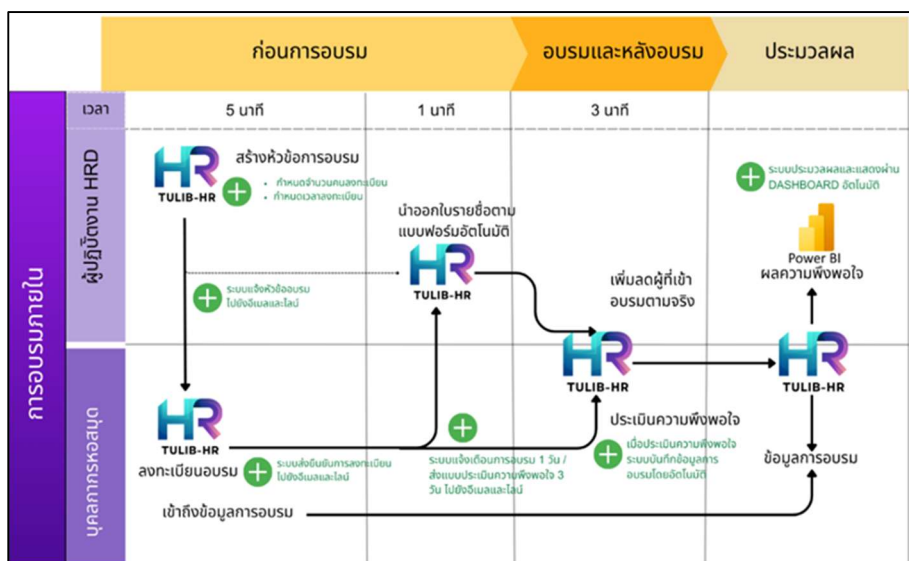 ก่อนการอบรม
อบรมและหลังอบรม
ประมวลผล
เวลา
5 นาที
1 นาที
3 นาที
การอบรมภายใน
ผู้ปฏิบัติงาน HRD
HR
TULIB-HR
สร้างหัวข้อการอบรม
• กำหนดจำนวนคนลงทะเบียน
• กำหนดเวลาลงทะเบียน
นำออกใบรายชื่อตาม
แบบฟอร์มอัตโนมัติ
HR
TULIB-HR
ระบบแจ้งหัวข้ออบรม
ไปยังอีเมลและไลน์
เพิ่มลดผู้ที่เข้า
อบรมตามจริง
ระบบประมวลผลและแสดงผ่าน
DASHBOARD อัตโนมัติ
Power BI
ผลความพึงพอใจ
HR
TULIB-HR
HR
TULIB-HR
บุคลากรหอสมุด
HR
TULIB-HR
ลงทะเบียนอบรม
ระบบส่งยืนยันการลงทะเบียน
ไปยังอีเมลและไลน์
ระบบแจ้งเตือนการอบรม 1 วัน /
ส่งแบบประเมินความพึงพอใจ 3
วัน ไปยังอีเมลและไลน์
ประเมินความพึงพอใจ
เมื่อประเมินความพึงพอใจ
ระบบบันทึกข้อมูลการ
อบรมโดยอัตโนมัติ
ข้อมูลการอบรม
เข้าถึงข้อมูลการอบรม